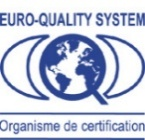 EURO-QUALITY SYSTEM
Organisme de certification